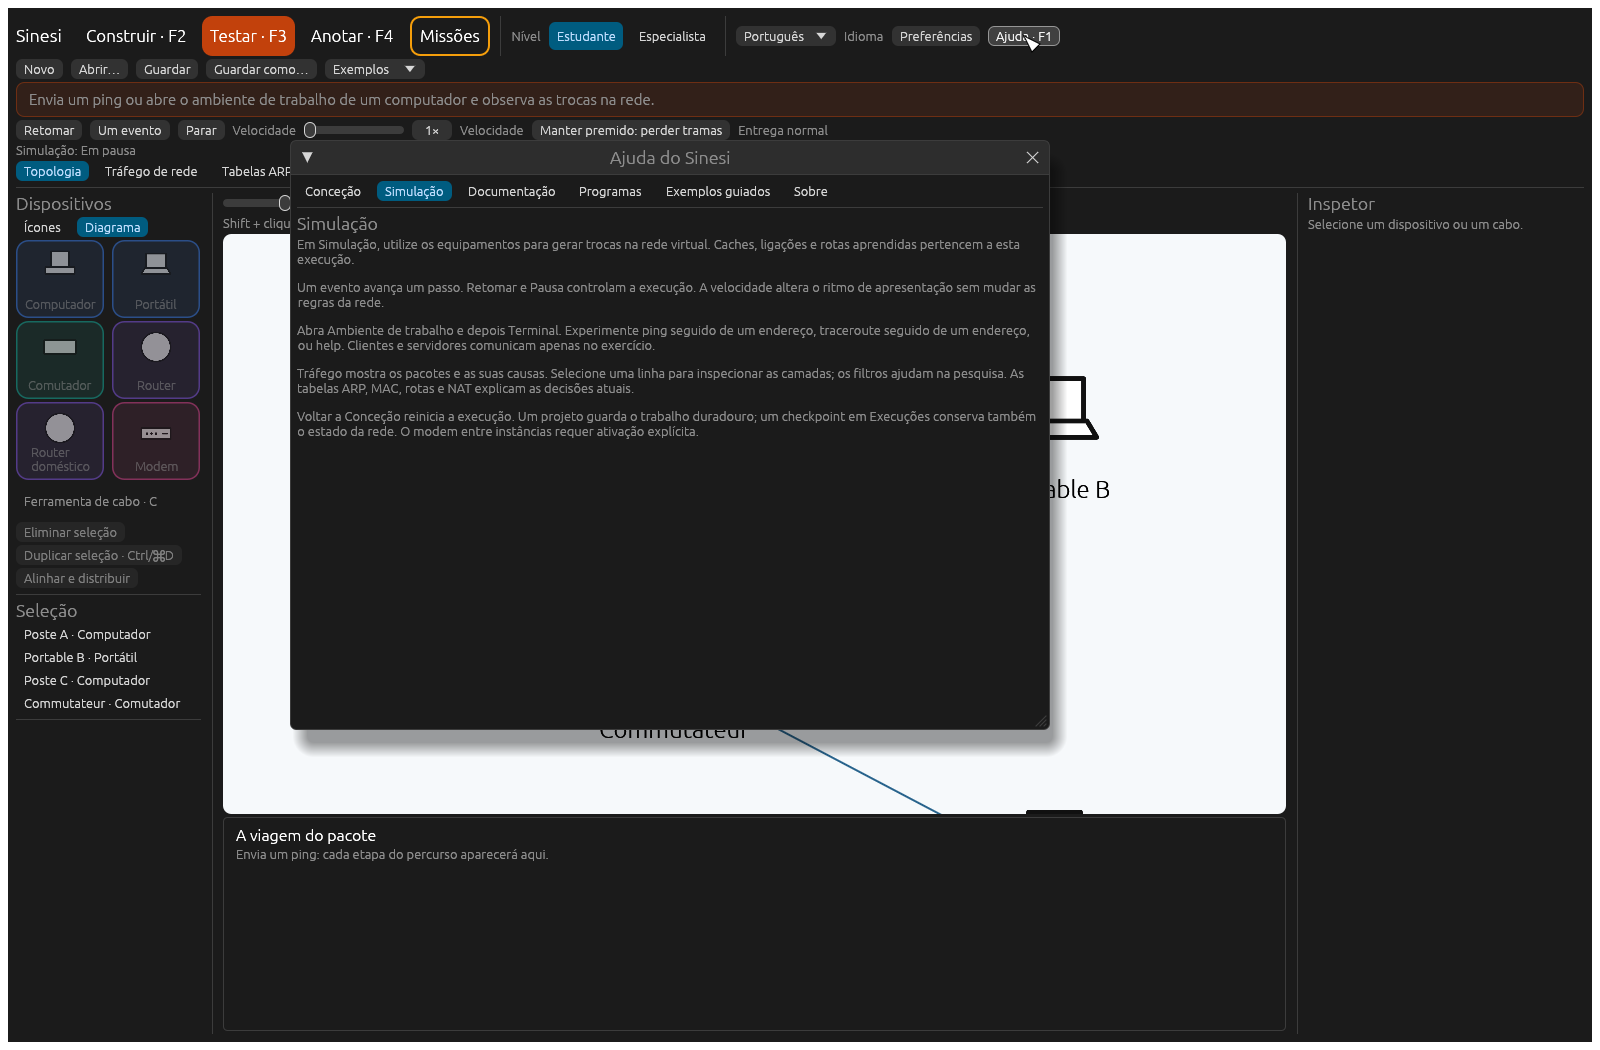 Sinesi
Construir · F2
Testar · F3
Anotar · F4
Missões
Nível
Estudante
Especialista
Português
Idioma
Preferências
Ajuda · F1
Novo
Abrir…
Guardar
Guardar como…
Exemplos
Envia um ping ou abre o ambiente de trabalho de um computador e observa as trocas na rede.
Retomar
Um evento
Parar
Velocidade
1×
Velocidade
Manter premido: perder tramas
Entrega normal
Simulação: Em pausa
Topologia
Tráfego de rede
Tabelas ARP
Dispositivos
Ícones
Diagrama
Computador
Portátil
Comutador
Router
Router doméstico
Modem
Ferramenta de cabo · C
Eliminar seleção
Duplicar seleção · Ctrl/⌘D
Alinhar e distribuir
Seleção
Poste A · Computador
Portable B · Portátil
Poste C · Computador
Commutateur · Comutador
Shift + cliqu
Ajuda do Sinesi
Conceção
Simulação
Documentação
Programas
Exemplos guiados
Sobre
Simulação
Em Simulação, utilize os equipamentos para gerar trocas na rede virtual. Caches, ligações e rotas aprendidas pertencem a esta
execução.
Um evento avança um passo. Retomar e Pausa controlam a execução. A velocidade altera o ritmo de apresentação sem mudar as
regras da rede.
Abra Ambiente de trabalho e depois Terminal. Experimente ping seguido de um endereço, traceroute seguido de um endereço,
ou help. Clientes e servidores comunicam apenas no exercício.
Tráfego mostra os pacotes e as suas causas. Selecione uma linha para inspecionar as camadas; os filtros ajudam na pesquisa. As
tabelas ARP, MAC, rotas e NAT explicam as decisões atuais.
Voltar a Conceção reinicia a execução. Um projeto guarda o trabalho duradouro; um checkpoint em Execuções conserva também
o estado da rede. O modem entre instâncias requer ativação explícita.
able B
Commutateur
A viagem do pacote
Envia um ping: cada etapa do percurso aparecerá aqui.
Inspetor
Selecione um dispositivo ou um cabo.